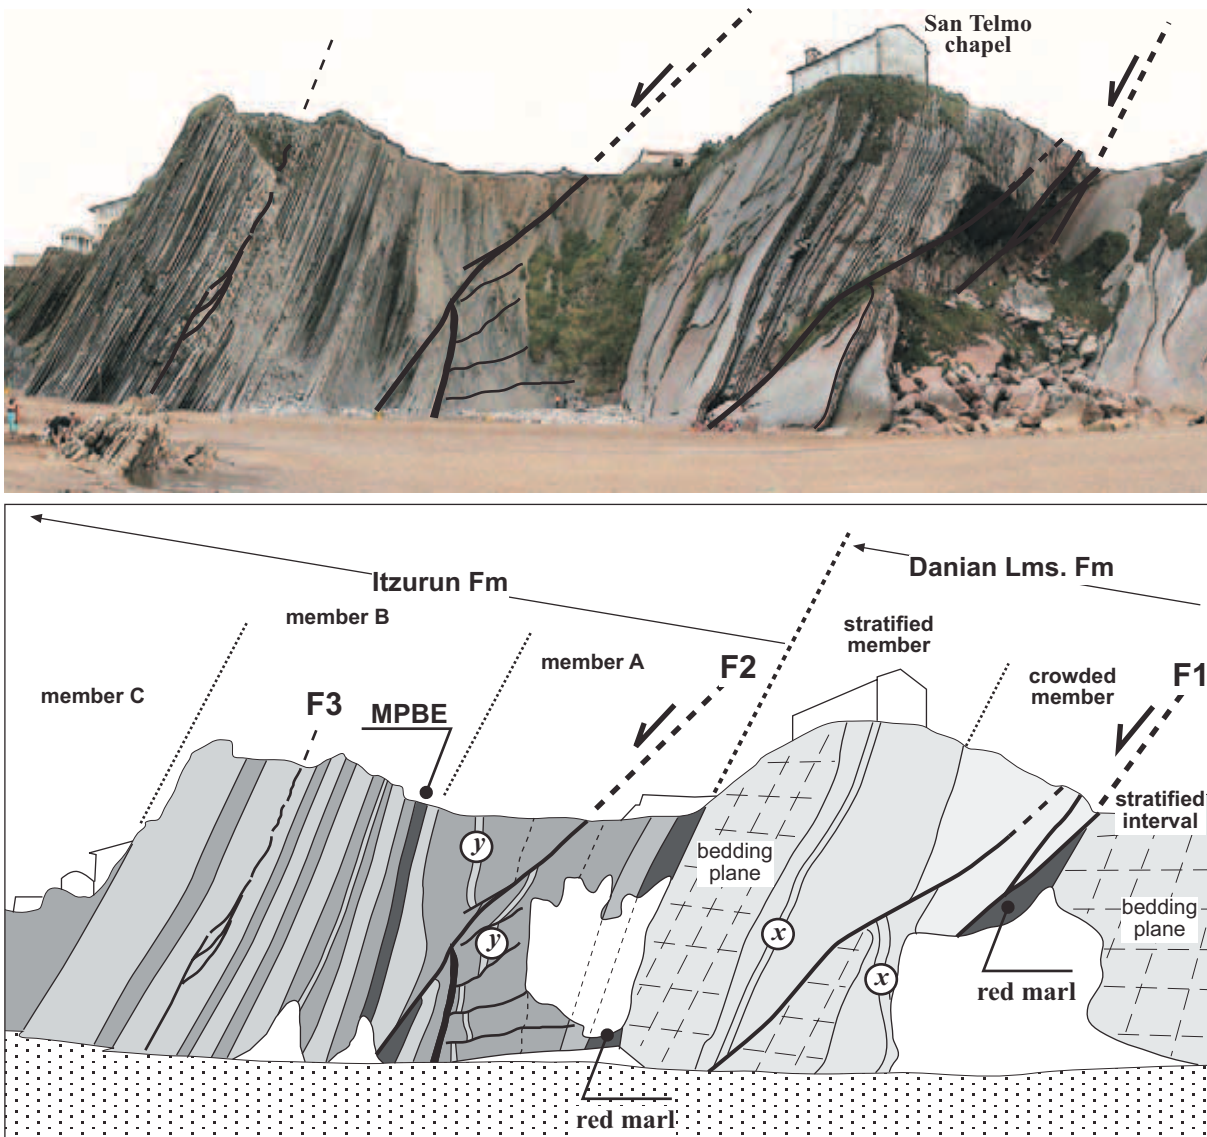 San Telmo
chapel
Itzurun Fm
Danian Lms. Fm
member B
stratified
member
member A
F2
crowded
member
F1
member C
F3
MPBE
stratified
interval
y
bedding
plane
bedding
plane
x
y
x
red marl
red marl